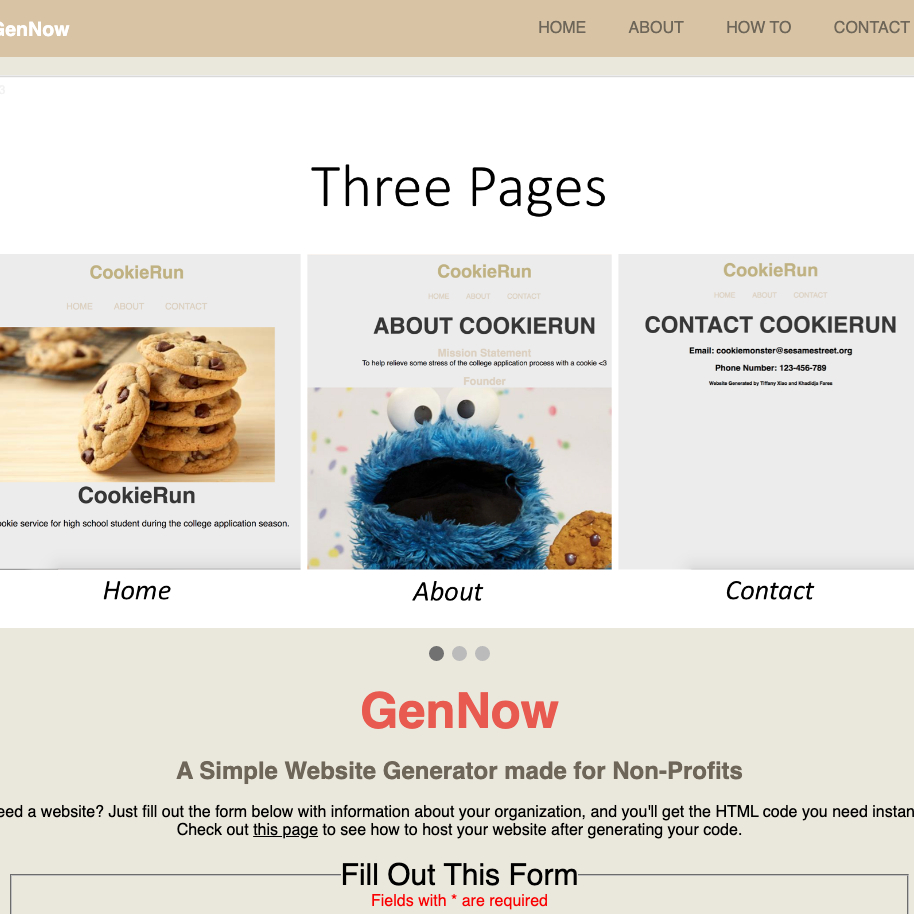 GenNow
HOME ABOUT HOW TO CONTACT
3
Three Pages
CookieRun
HOME ABOUT CONTACT
CookieRun
ookie service for high school student during the college application season.
Home
CookieRun
HOME ABOUT CONTACT
ABOUT COOKIERUN
Mission Statement
To help relieve some stress of the college application process with a cookie <3
Founder
About
CookieRun
HOME ABOUT CONTACT
CONTACT COOKIERUN
Email: cookiemonster@sesamestreet.org
Phone Number: 123-456-789
Website Generated by Tiffany Xiao and Khadidja Fares
Contact
GenNow
A Simple Website Generator made for Non-Profits
eed a website? Just fill out the form below with information about your organization, and you'll get the HTML code you need instan
Check out this page to see how to host your website after generating your code.
Fill Out This Form
Fields with * are required